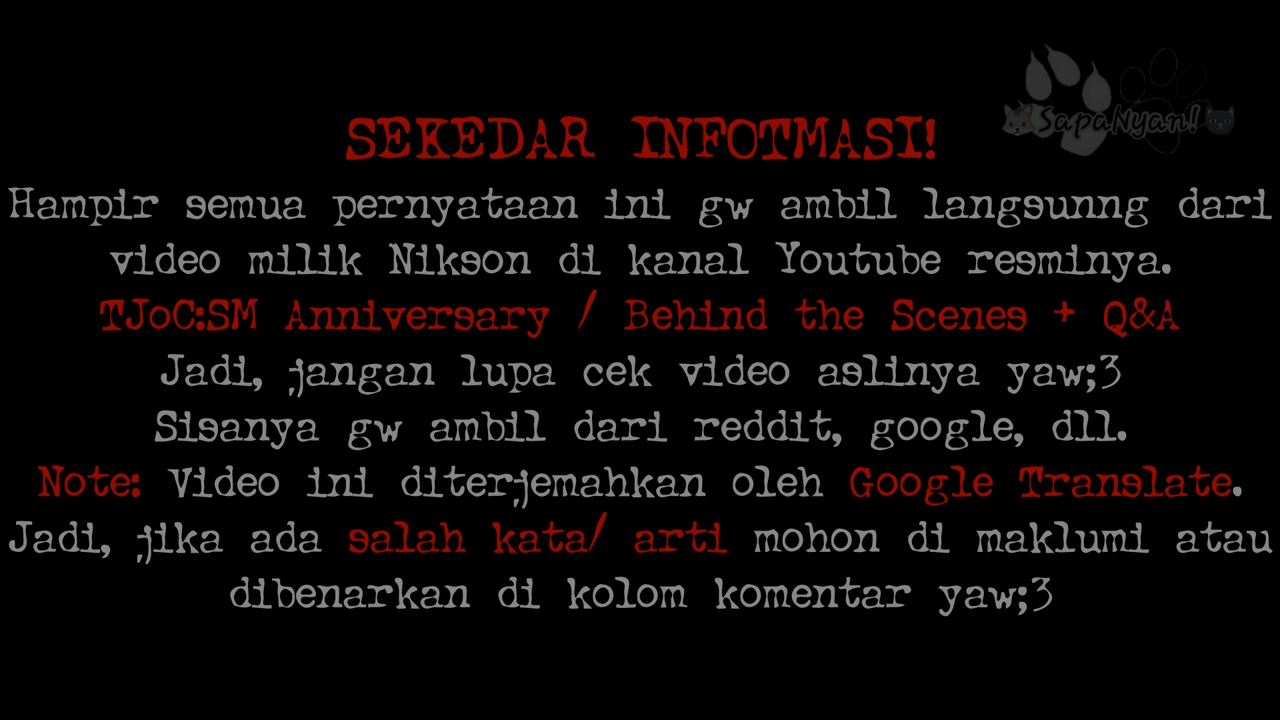 SapaNyan!
SEKEDAR INFOTMASI!
Hampir semua pernyataan ini gw ambil langsunng dari
video milik Nikson di kanal Youtube resminya.
TJoC:SM Anniversary / Behind the Scenes + Q&A
Jadi, jangan lupa cek video aslinya yaw;3
Sisanya gw ambil dari reddit, google, dll.
Note: Video ini diterjemahkan oleh Google Translate.
Jadi, jika ada salah kata/ arti mohon di maklumi atau
dibenarkan di kolom komentar yaw;3